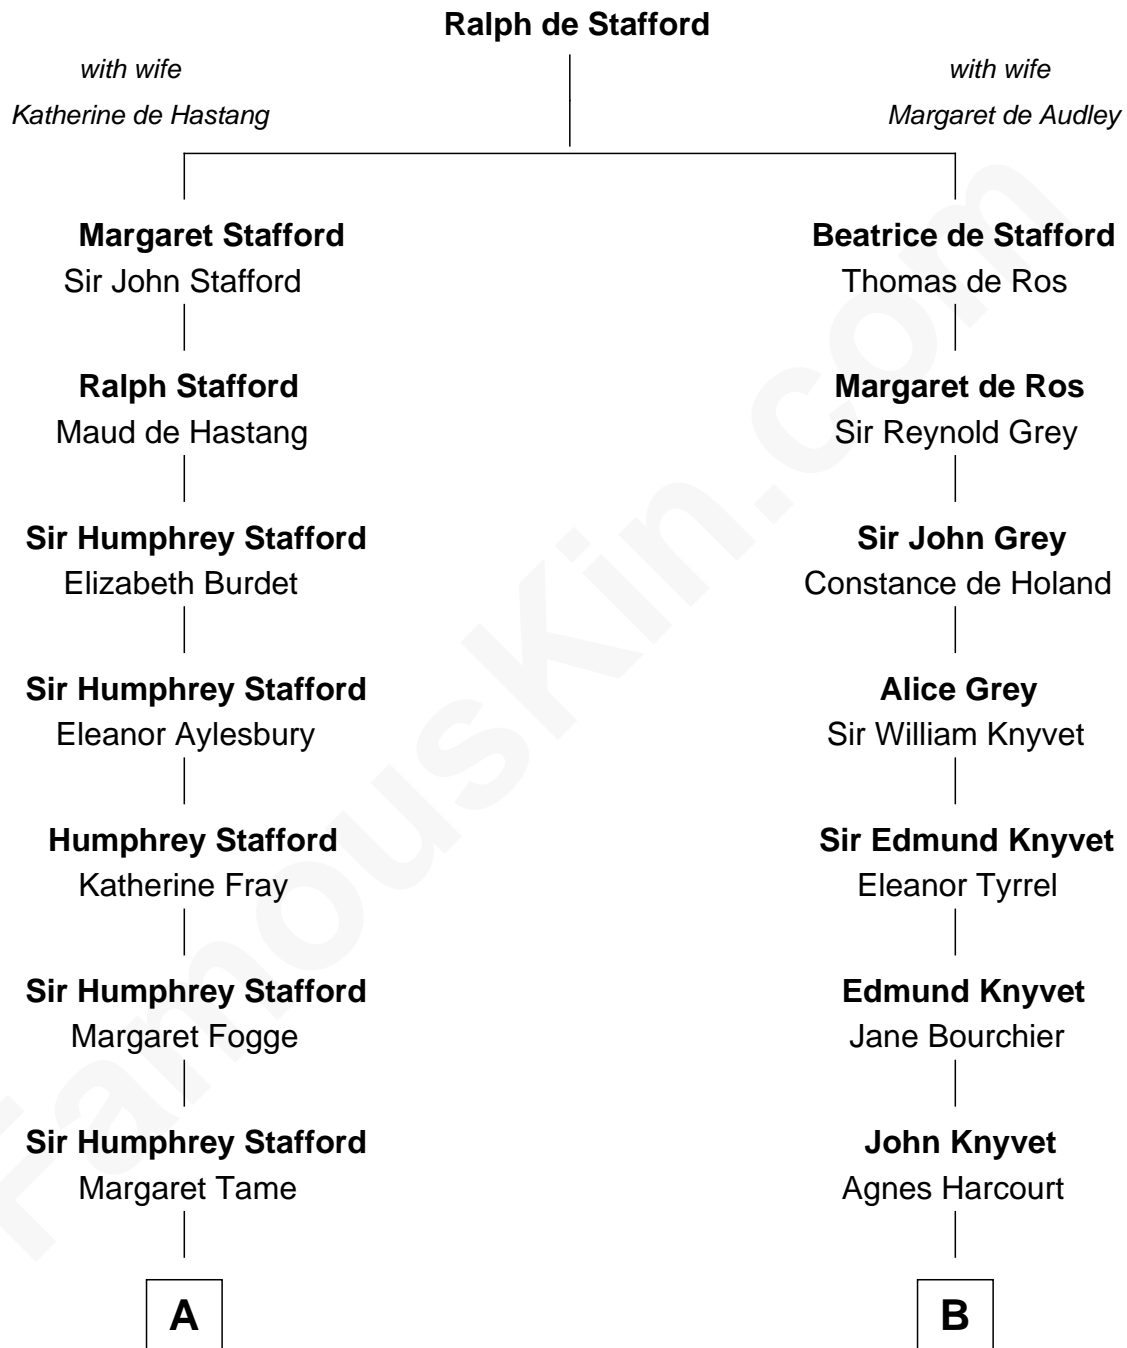 Ralph de Stafford
with wife
Katherine de Hastang
with wife
Margaret de Audley
Margaret Stafford
Sir John Stafford
Beatrice de Stafford
Thomas de Ros
Ralph Stafford
Maud de Hastang
Margaret de Ros
Sir Reynold Grey
Sir Humphrey Stafford
Elizabeth Burdet
Sir John Grey
Constance de Holand
Sir Humphrey Stafford
Eleanor Aylesbury
Alice Grey
Sir William Knyvet
Humphrey Stafford
Katherine Fray
Sir Edmund Knyvet
Eleanor Tyrrel
Sir Humphrey Stafford
Margaret Fogge
Edmund Knyvet
Jane Bourchier
Sir Humphrey Stafford
Margaret Tame
John Knyvet
Agnes Harcourt
A
B
FamousKin.com